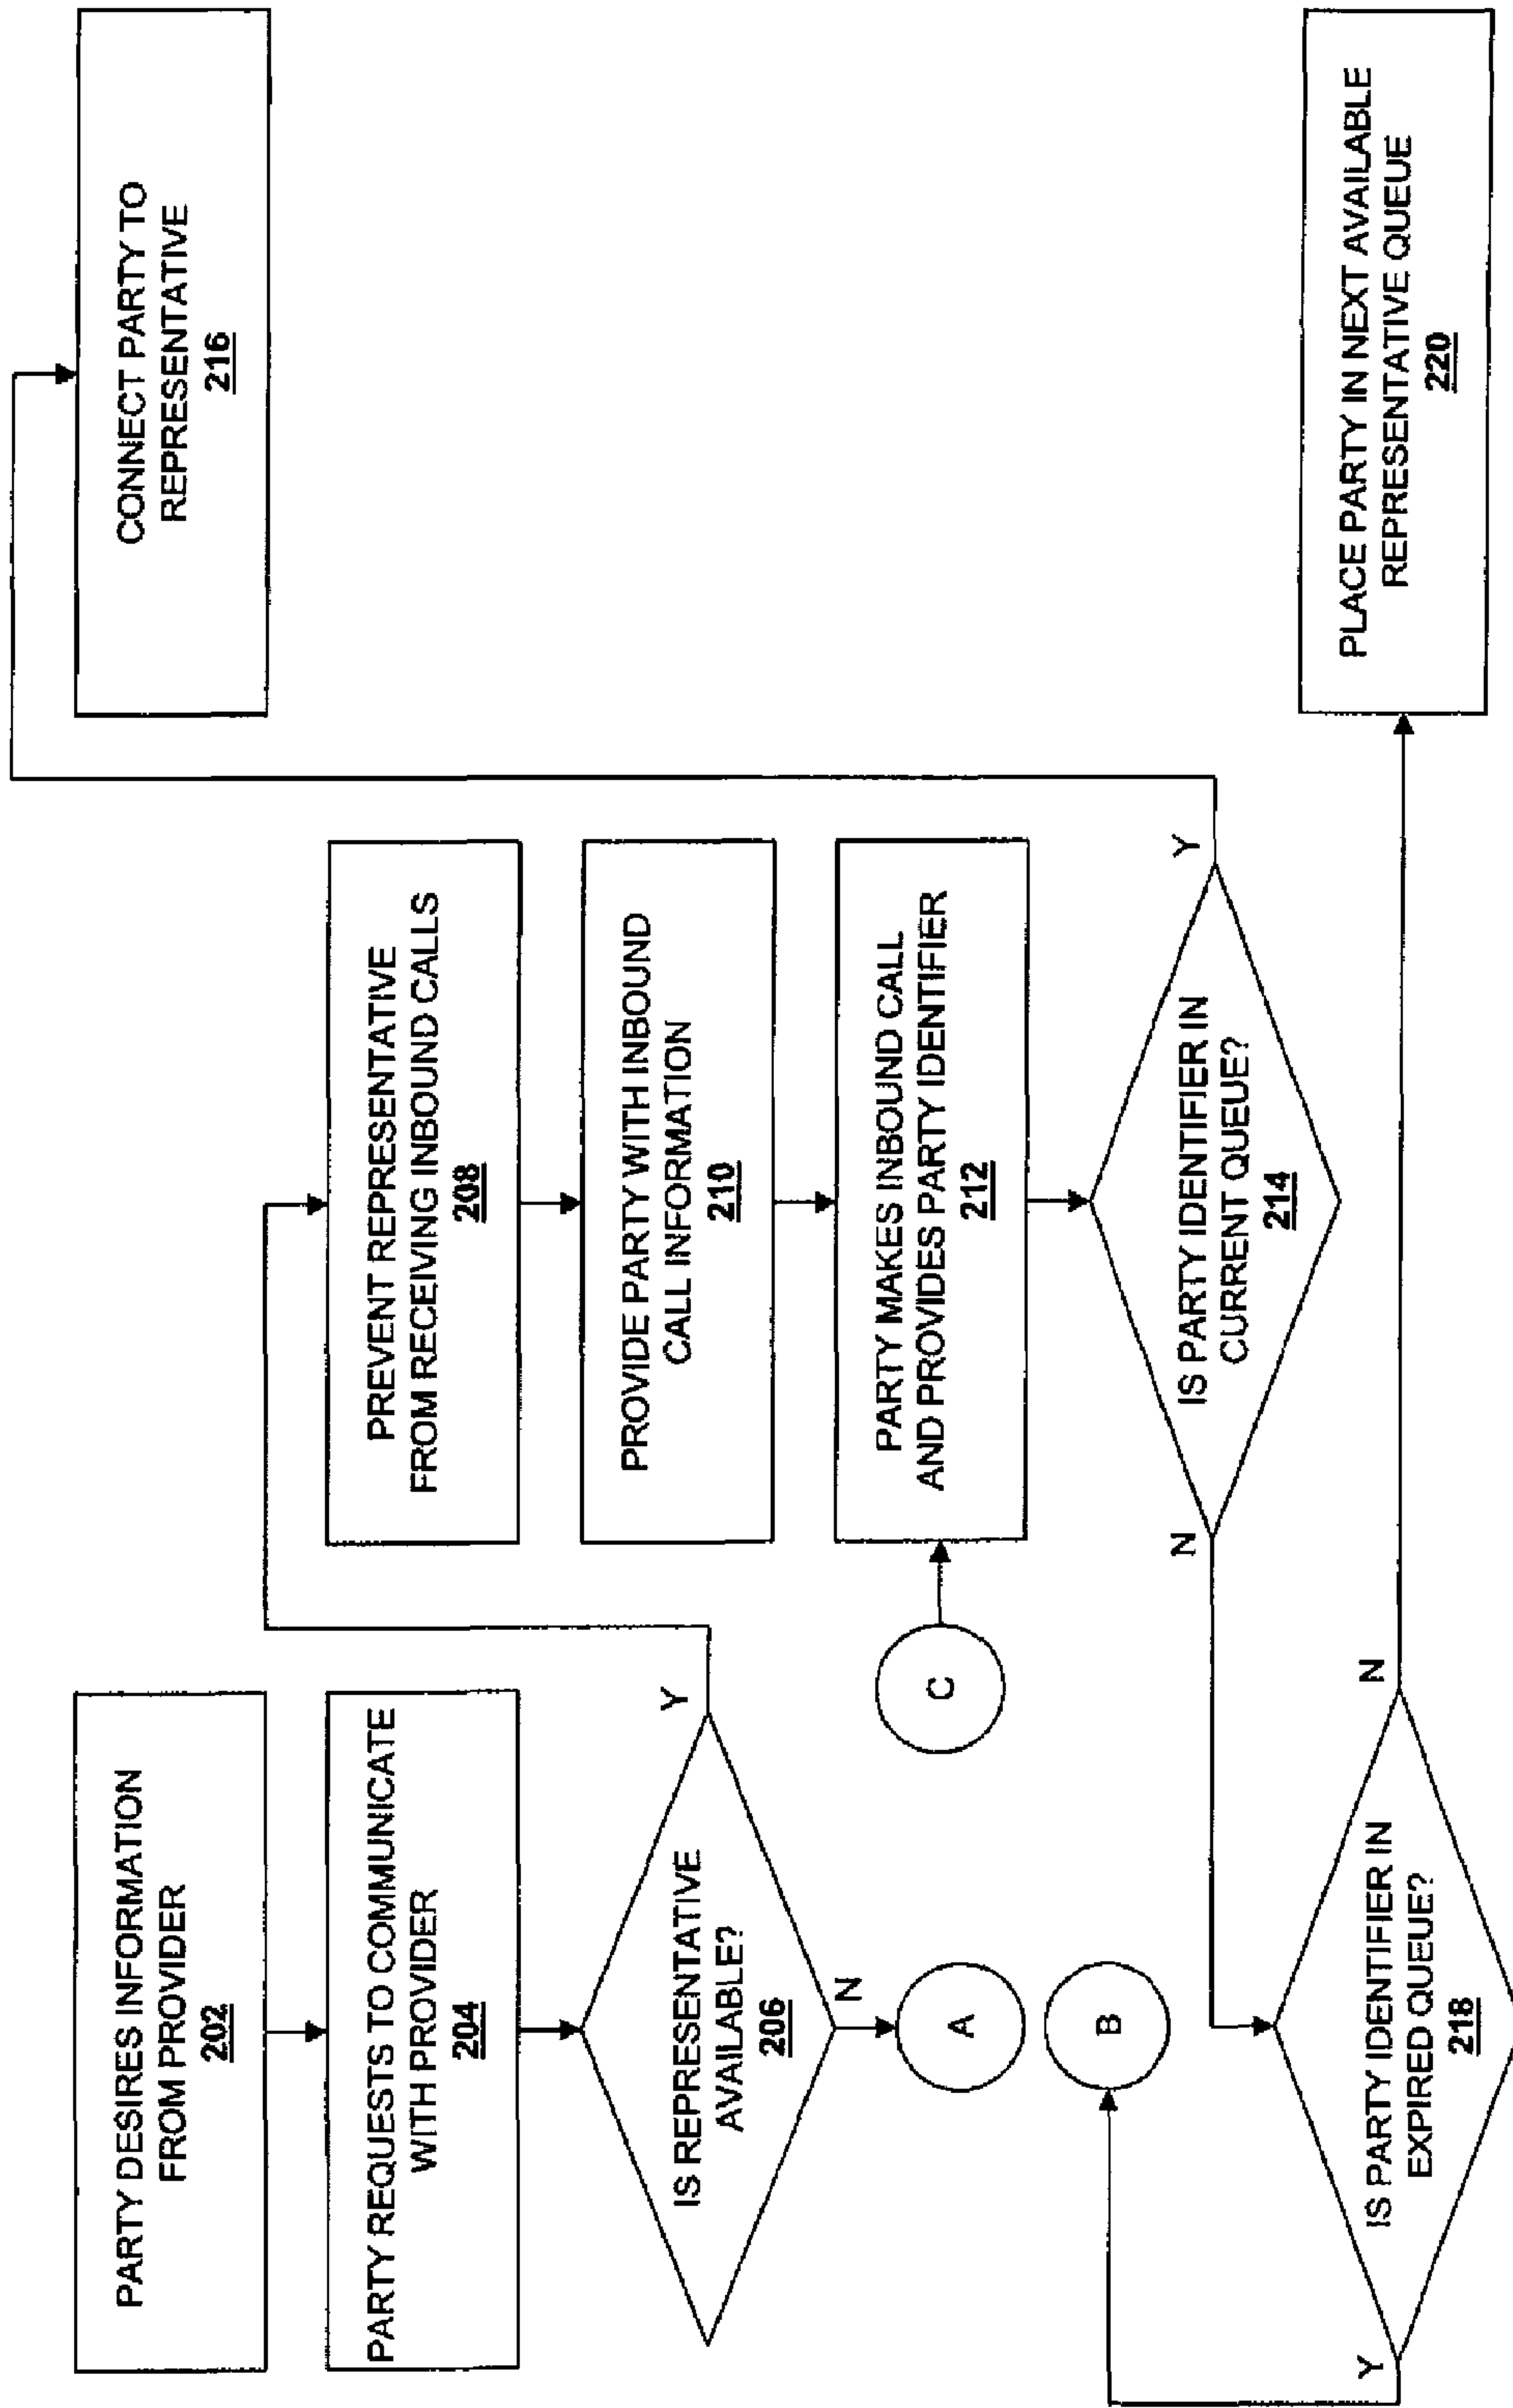 PARTY DESIRES INFORMATION
FROM PROVIDER
202
PARTY REQUESTS TO COMMUNICATE
WITH PROVIDER
204
IS REPRESENTATIVE
AVAILABLE?
206
Y
N
A
B
PREVENT REPRESENTATIVE
FROM RECEIVING INBOUND CALLS
208
PROVIDE PARTY WITH INBOUND
CALL INFORMATION
210
C
PARTY MAKES INBOUND CALL
AND PROVIDES PARTY IDENTIFIER
212
IS PARTY IDENTIFIER IN
CURRENT QUEUE?
214
N
Y
CONNECT PARTY TO
REPRESENTATIVE
216
IS PARTY IDENTIFIER IN
EXPIRED QUEUE?
218
Y
N
PLACE PARTY IN NEXT AVAILABLE
REPRESENTATIVE QUEUE
220